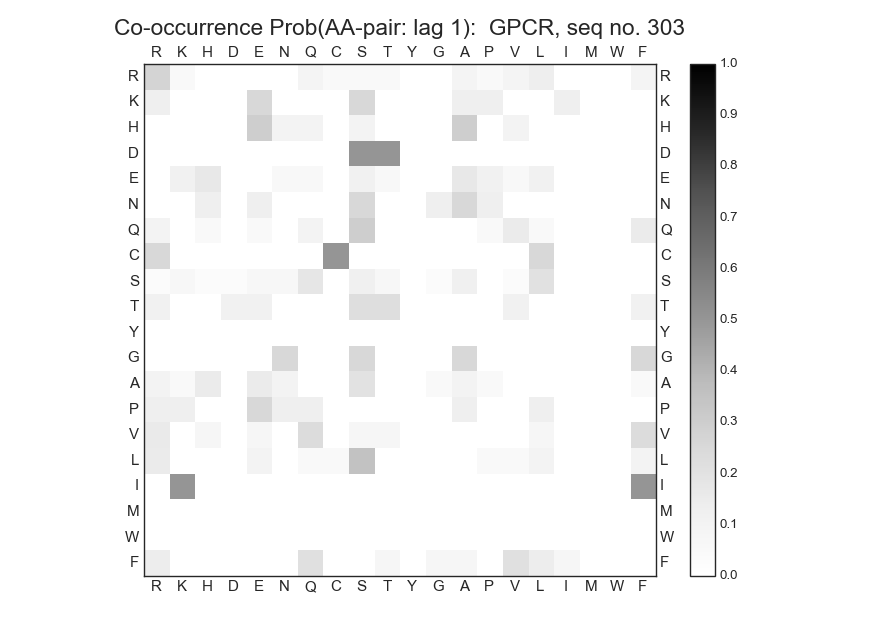 Co-occurrence Prob(AA-pair: lag 1):  GPCR, seq no. 303
R K H D E N Q C S T Y G A P V L I M W F
R R 1.0
K K 0.9
H H
D D 0.8
E E
N N 0.7
Q Q
C C 0.6
S S
T T 0.5
Y Y
G G 0.4
A A
P P 0.3
V V
L L 0.2
I I
M M 0.1
W W
F F 0.0
R K H D E N Q C S T Y G A P V L I M W F